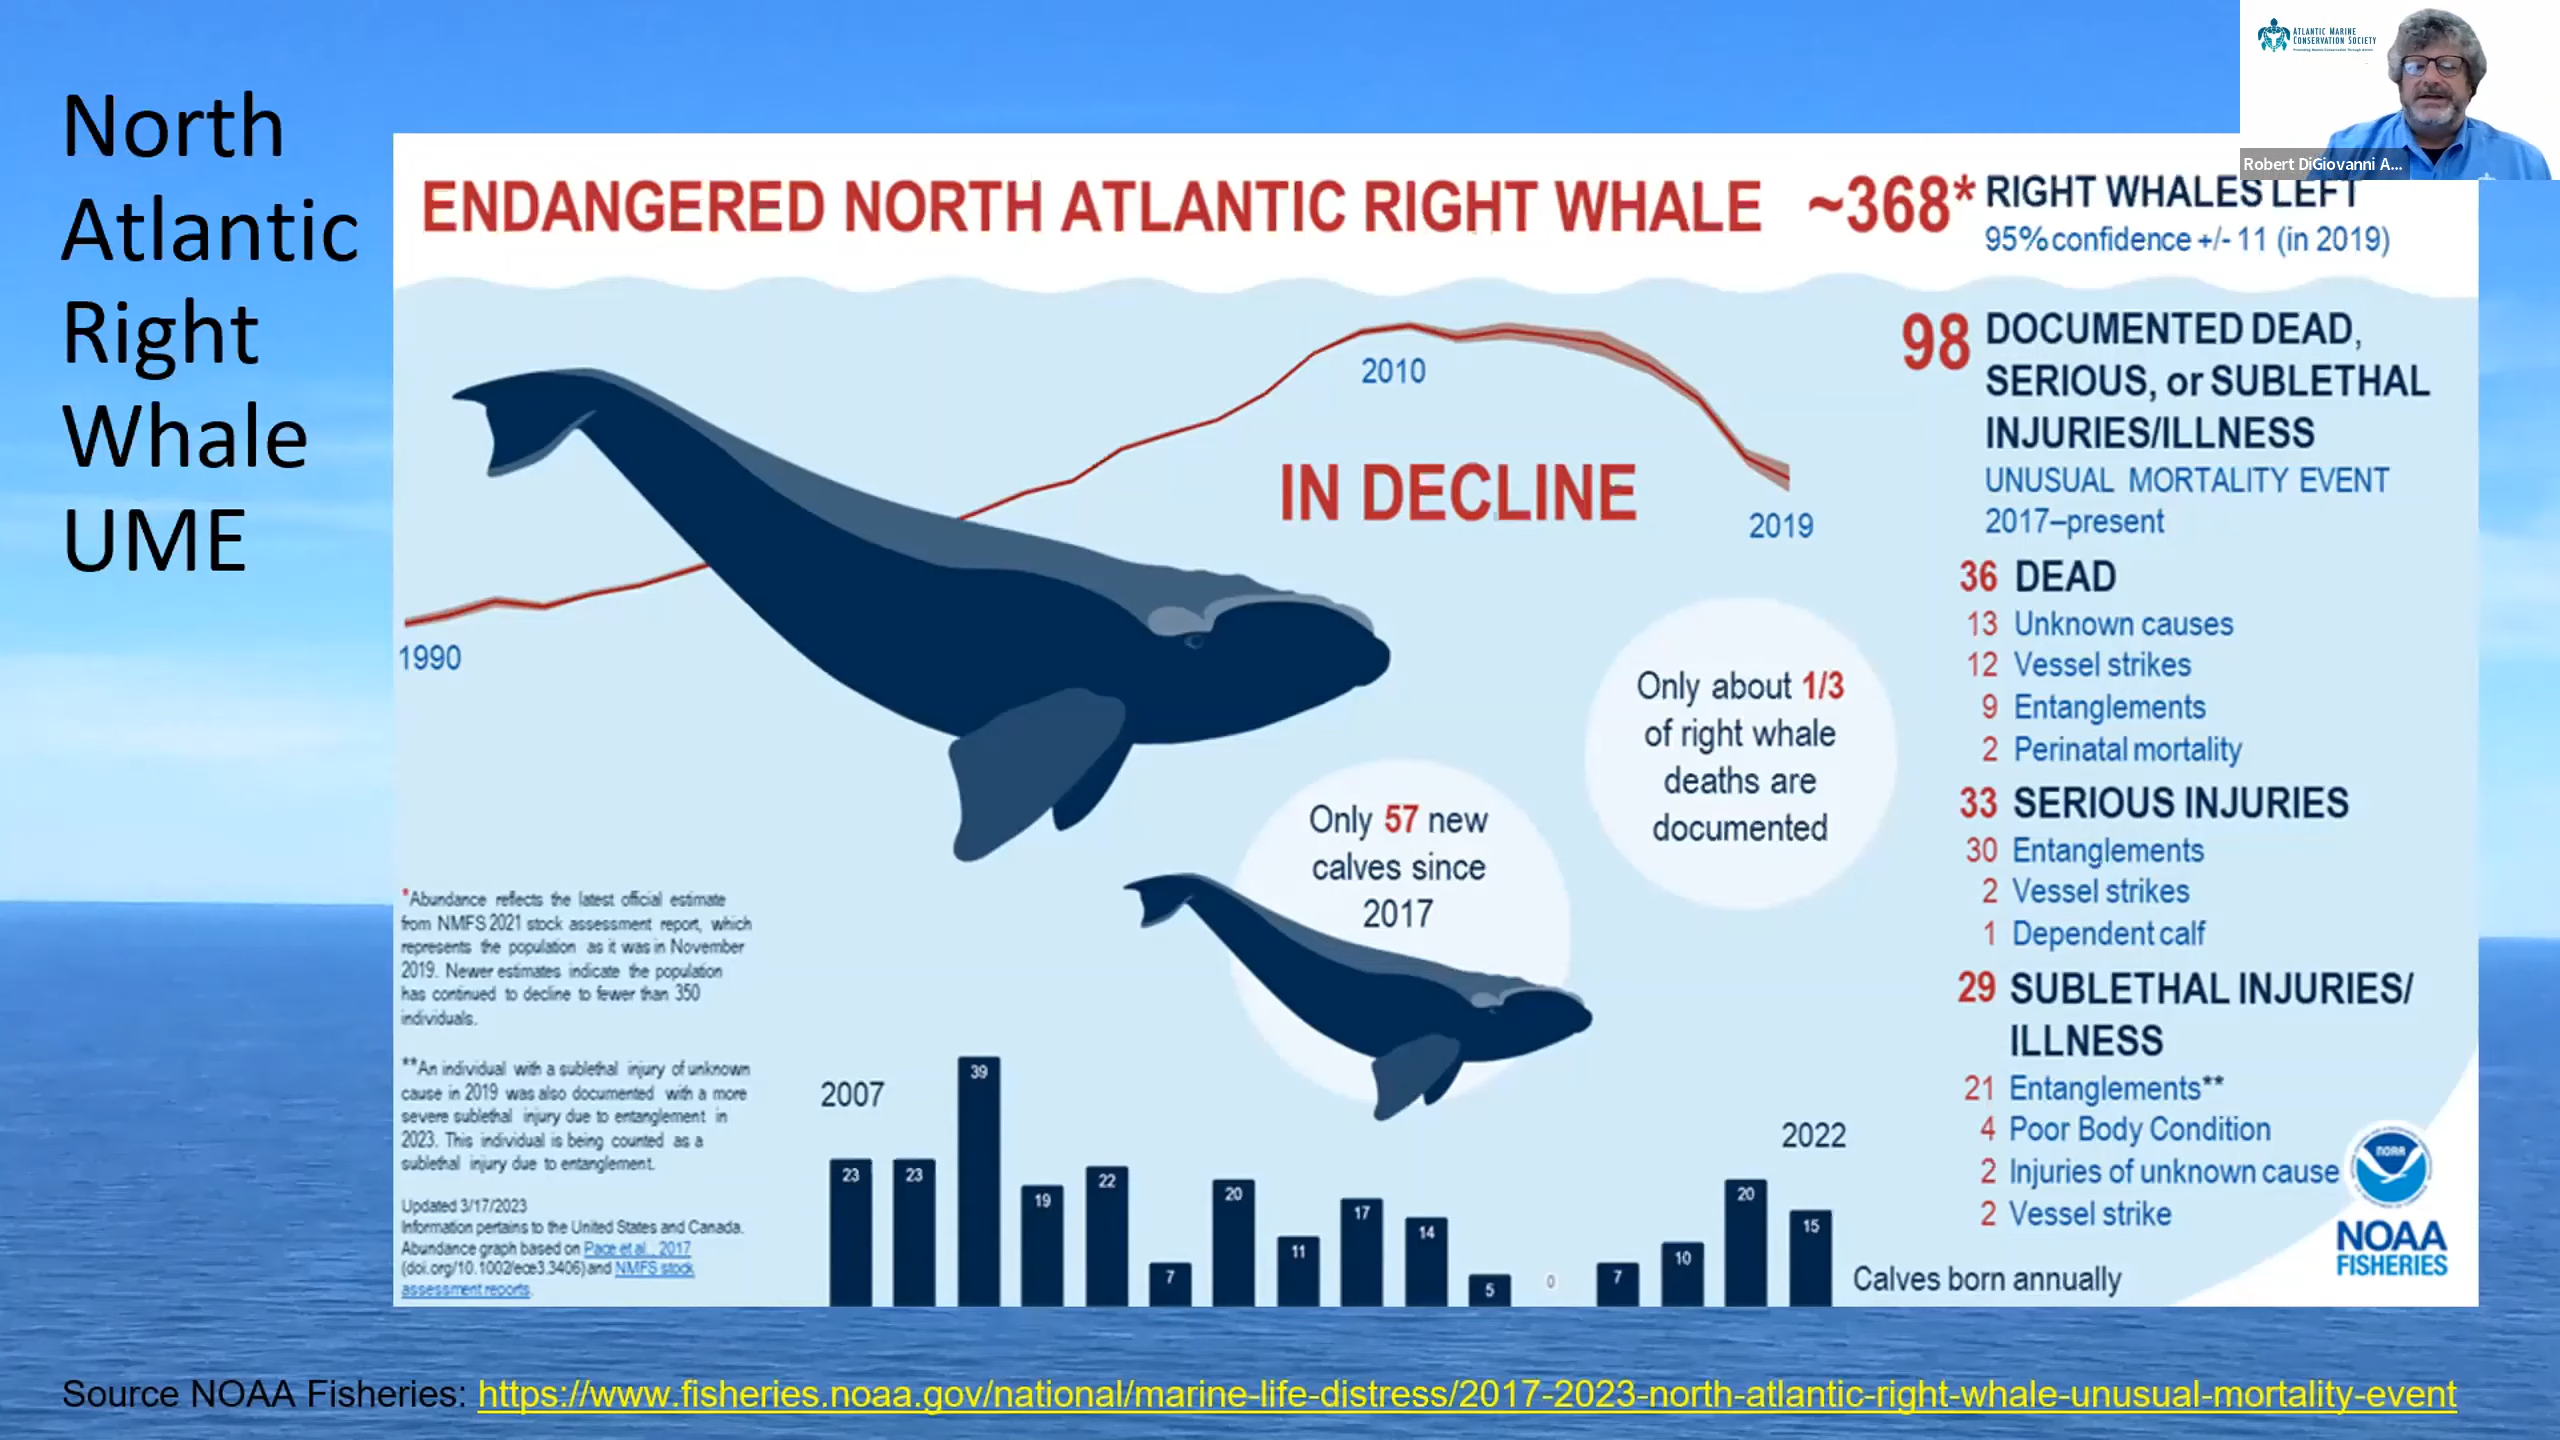 North
Atlantic
Right
Whale
UME
ATLANTIC MARINE
CONSERVATION SOCIETY
Robert DiGiovanni A...
ENDANGERED NORTH ATLANTIC RIGHT WHALE
~368* RIGHT WHALES LEFT
95% confidence +/- 11 (in 2019)
1990
2010
2019
IN DECLINE
98 DOCUMENTED DEAD,
SERIOUS, or SUBLETHAL
INJURIES/ILLNESS
UNUSUAL MORTALITY EVENT
2017–present
36 DEAD
13 Unknown causes
12 Vessel strikes
9 Entanglements
2 Perinatal mortality
33 SERIOUS INJURIES
30 Entanglements
2 Vessel strikes
1 Dependent calf
29 SUBLETHAL INJURIES/
ILLNESS
21 Entanglements**
4 Poor Body Condition
2 Injuries of unknown cause
2 Vessel strike
Only about 1/3
of right whale
deaths are
documented
Only 57 new
calves since
2017
*Abundance reflects the latest official estimate
from NMFS 2021 stock assessment report, which
represents the population as it was in November
2019. Newer estimates indicate the population
has continued to decline to fewer than 350
individuals.
**An individual with a sublethal injury of unknown
cause in 2019 was also documented with a more
severe sublethal injury due to entanglement in
2023. This individual is being counted as a
sublethal injury due to entanglement.
Updated 3/17/2023
Information pertains to the United States and Canada.
Abundance graph based on Pace et al., 2017
(doi.org/10.1002/ece3.3406) and NMFS stock
assessment reports.
2007
2022
23 23 39 19 22 7 20 11 17 14 5 0 7 10 20 15
Calves born annually
NOAA
NOAA
FISHERIES
Source NOAA Fisheries: https://www.fisheries.noaa.gov/national/marine-life-distress/2017-2023-north-atlantic-right-whale-unusual-mortality-event